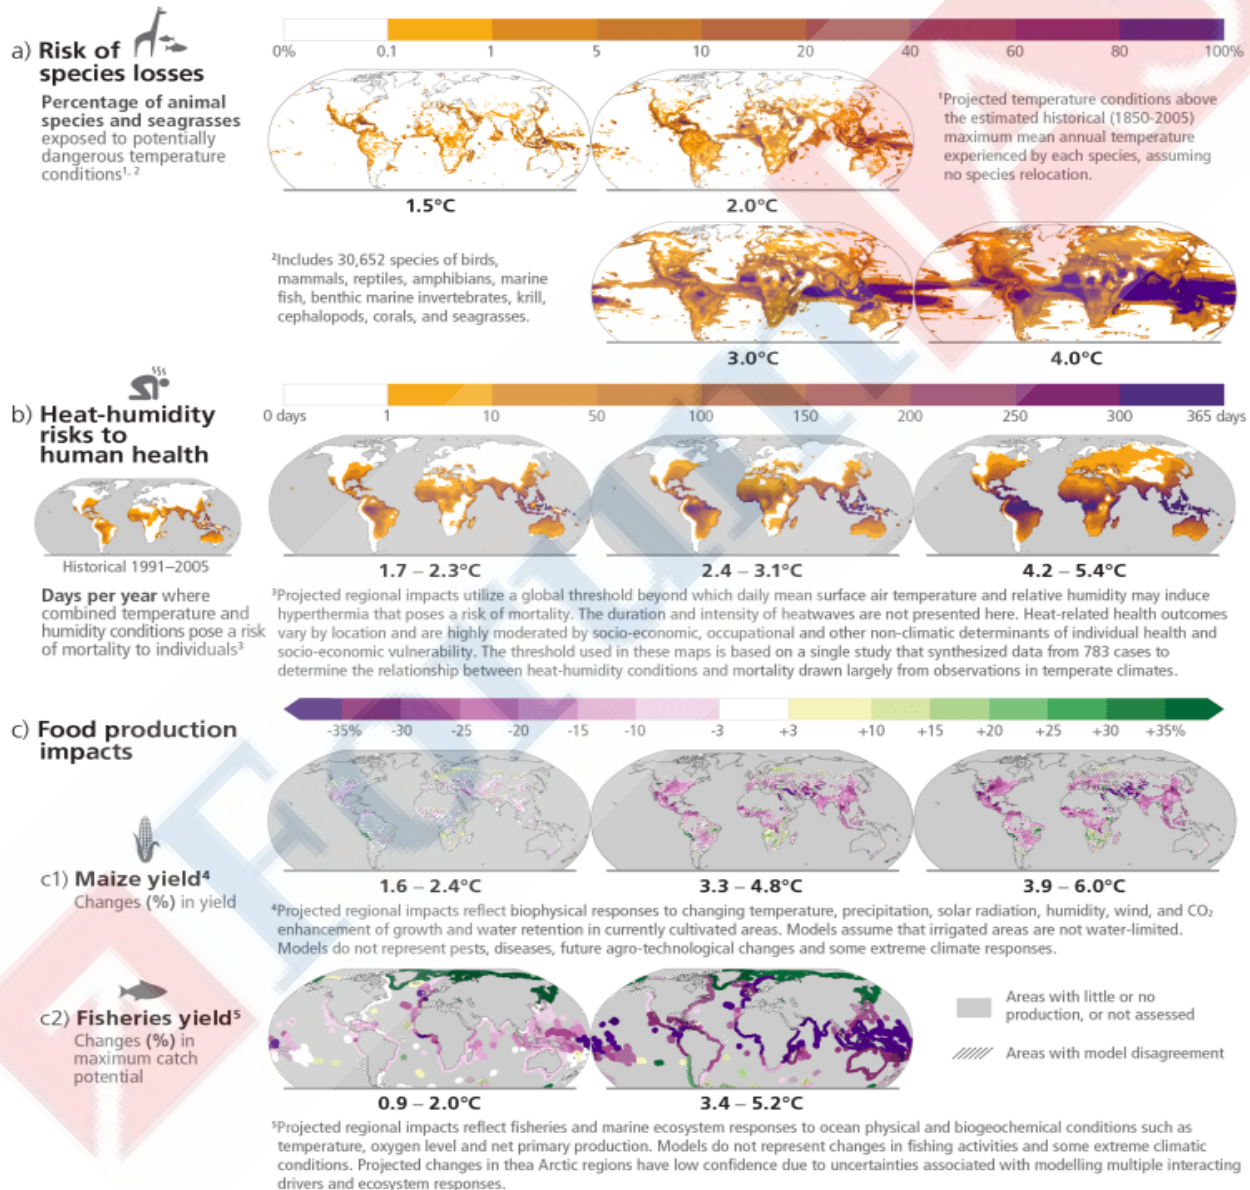 a) Risk of
species losses
Percentage of animal
species and seagrasses
exposed to potentially
dangerous temperature
conditions¹, ²
0% 0.1 1 5 10 20 40 60 80 100%
¹Projected temperature conditions above
the estimated historical (1850-2005)
maximum mean annual temperature
experienced by each species, assuming
no species relocation.
1.5°C 2.0°C
²Includes 30,652 species of birds,
mammals, reptiles, amphibians, marine
fish, benthic marine invertebrates, krill,
cephalopods, corals, and seagrasses.
3.0°C 4.0°C
b) Heat-humidity
risks to
human health
0 days 1 10 50 100 150 200 250 300 365 days
Historical 1991–2005
Days per year where
combined temperature and
humidity conditions pose a risk
of mortality to individuals³
1.7 – 2.3°C 2.4 – 3.1°C 4.2 – 5.4°C
³Projected regional impacts utilize a global threshold beyond which daily mean surface air temperature and relative humidity may induce
hyperthermia that poses a risk of mortality. The duration and intensity of heatwaves are not presented here. Heat-related health outcomes
vary by location and are highly moderated by socio-economic, occupational and other non-climatic determinants of individual health and
socio-economic vulnerability. The threshold used in these maps is based on a single study that synthesized data from 783 cases to
determine the relationship between heat-humidity conditions and mortality drawn largely from observations in temperate climates.
c) Food production
impacts
-35% -30 -25 -20 -15 -10 -3 +3 +10 +15 +20 +25 +30 +35%
c1) Maize yield⁴
Changes (%) in yield
1.6 – 2.4°C 3.3 – 4.8°C 3.9 – 6.0°C
⁴Projected regional impacts reflect biophysical responses to changing temperature, precipitation, solar radiation, humidity, wind, and CO₂
enhancement of growth and water retention in currently cultivated areas. Models assume that irrigated areas are not water-limited.
Models do not represent pests, diseases, future agro-technological changes and some extreme climate responses.
c2) Fisheries yield⁵
Changes (%) in
maximum catch
potential
Areas with little or no
production, or not assessed
Areas with model disagreement
0.9 – 2.0°C 3.4 – 5.2°C
⁵Projected regional impacts reflect fisheries and marine ecosystem responses to ocean physical and biogeochemical conditions such as
temperature, oxygen level and net primary production. Models do not represent changes in fishing activities and some extreme climatic
conditions. Projected changes in thea Arctic regions have low confidence due to uncertainties associated with modelling multiple interacting
drivers and ecosystem responses.
Forum
IAS